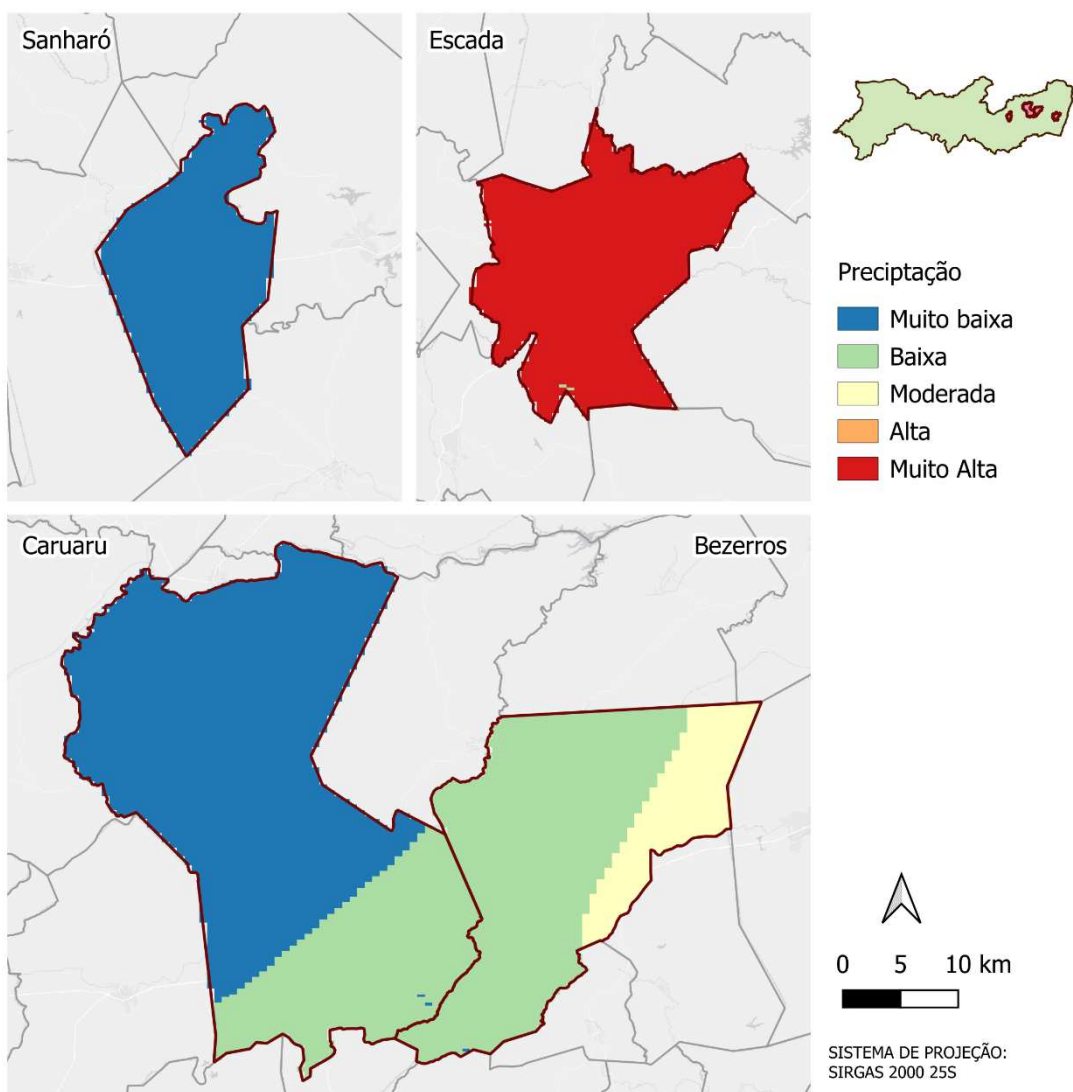 Sanharó
Escada
Preciptação
Muito baixa
Baixa
Moderada
Alta
Muito Alta
Caruaru
Bezerros
0 5 10 km
SISTEMA DE PROJEÇÃO:
SIRGAS 2000 25S